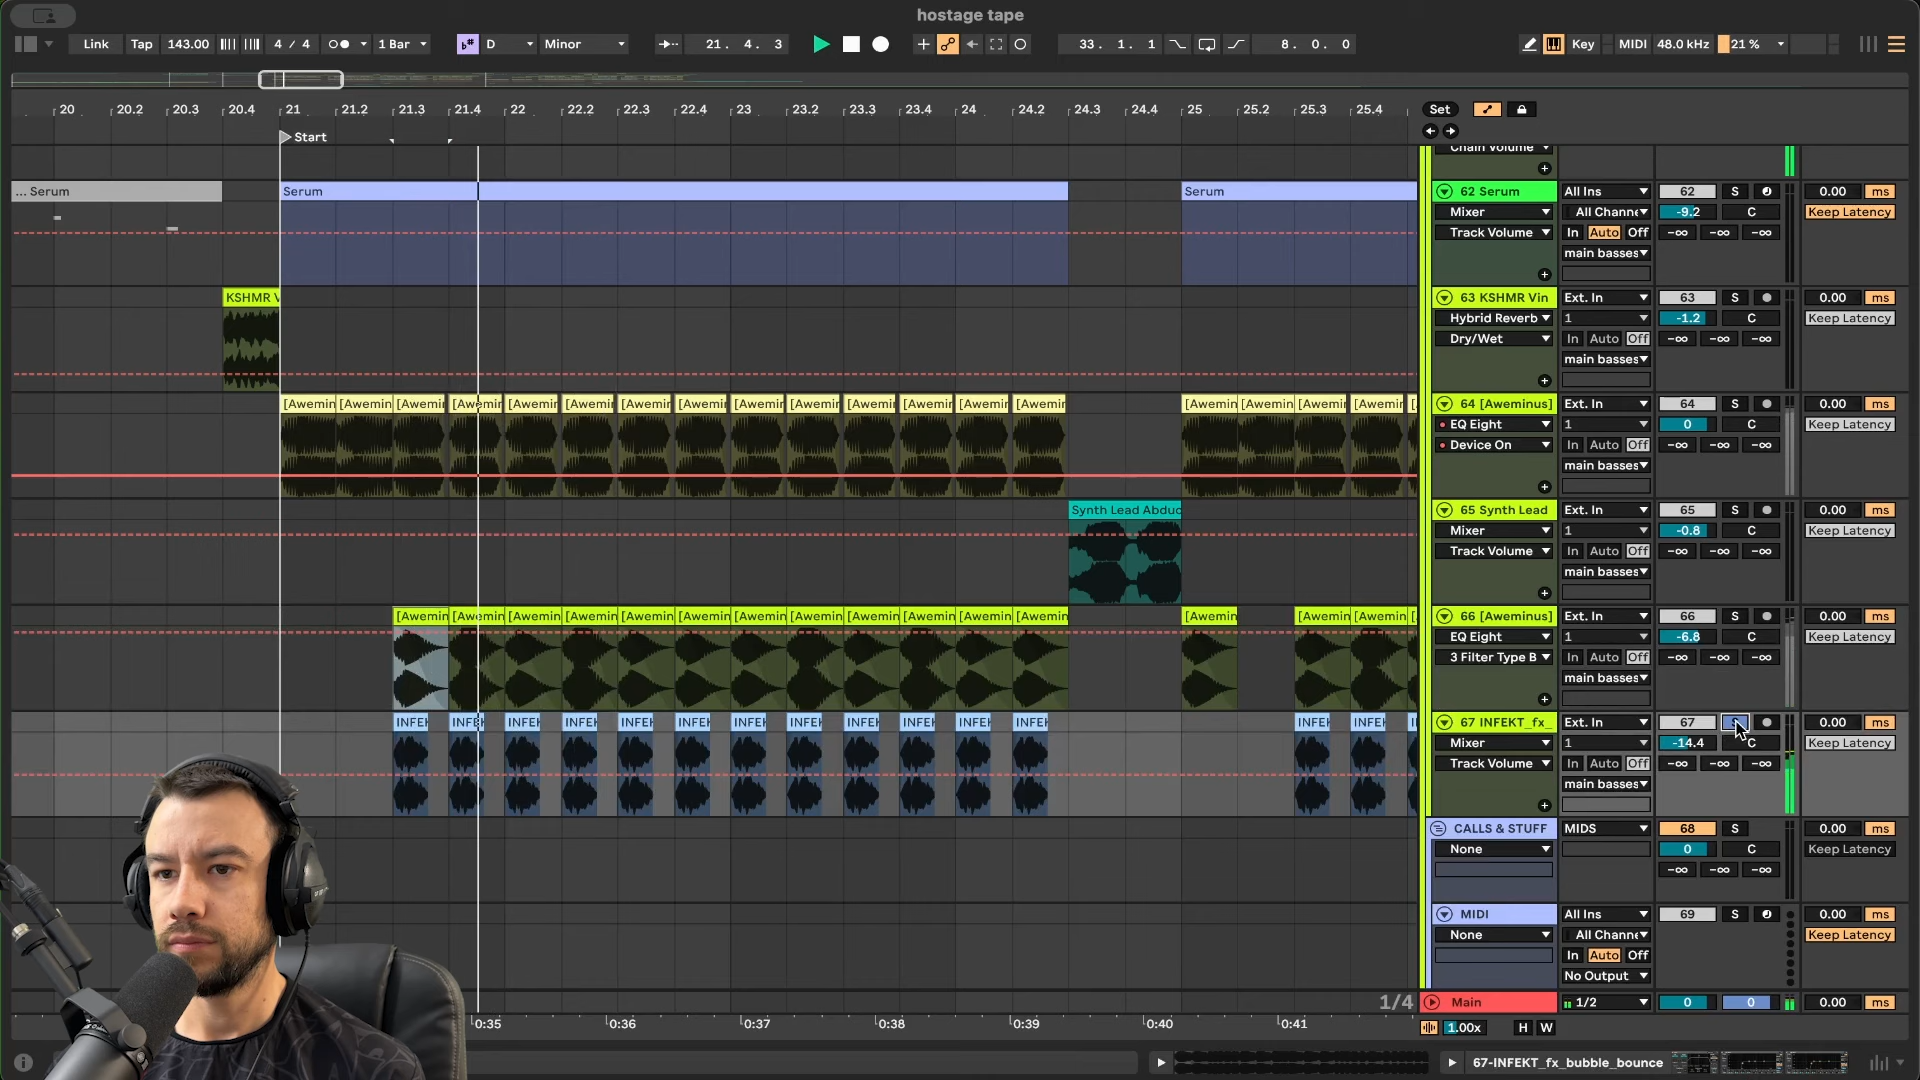 hostage tape
Link Tap 143.00 4 / 4 1 Bar D Minor 21. 4. 3 33. 1. 1 8. 0. 0 Key MIDI 48.0 kHz 21 %
20 20.2 20.3 20.4 21 21.2 21.3 21.4 22 22.2 22.3 22.4 23 23.2 23.3 23.4 24 24.2 24.3 24.4 25 25.2 25.3 25.4 Set
Start
Chain Volume
... Serum Serum Serum 62 Serum All Ins 62 S 0.00 ms
Mixer All Channe -9.2 C Keep Latency
Track Volume In Auto Off -∞ -∞ -∞
main basses
KSHMR V 63 KSHMR Vin Ext. In 63 S 0.00 ms
Hybrid Reverb 1 -1.2 C Keep Latency
Dry/Wet In Auto Off -∞ -∞ -∞
main basses
[Awemin [Awemin [Awemin [Awemin [Awemin [Awemin [Awemin [Awemin [Awemin [Awemin [Awemin [Awemin [Awemin [Awemin [Awemin [Awemin [Awemin [Awemin [ 64 [Aweminus] Ext. In 64 S 0.00 ms
EQ Eight 1 0 C Keep Latency
Device On In Auto Off -∞ -∞ -∞
main basses
Synth Lead Abduc 65 Synth Lead Ext. In 65 S 0.00 ms
Mixer 1 -0.8 C Keep Latency
Track Volume In Auto Off -∞ -∞ -∞
main basses
[Awemin [Awemin [Awemin [Awemin [Awemin [Awemin [Awemin [Awemin [Awemin [Awemin [Awemin [Awemin [Awemin [Awemin [Awemin [ 66 [Aweminus] Ext. In 66 S 0.00 ms
EQ Eight 1 -6.8 C Keep Latency
3 Filter Type B In Auto Off -∞ -∞ -∞
main basses
INFEK INFEK INFEK INFEK INFEK INFEK INFEK INFEK INFEK INFEK INFEK INFEK INFEK INFEK I 67 INFEKT_fx_ Ext. In 67 S 0.00 ms
Mixer 1 -14.4 C Keep Latency
Track Volume In Auto Off -∞ -∞ -∞
main basses
CALLS & STUFF MIDS 68 S 0.00 ms
None 0 C Keep Latency
-∞ -∞ -∞
MIDI All Ins 69 S 0.00 ms
None All Channe Keep Latency
In Auto Off
No Output
1/4 Main 1/2 0 0 0.00 ms
0:35 0:36 0:37 0:38 0:39 0:40 0:41 1.00x H W
67-INFEKT_fx_bubble_bounce